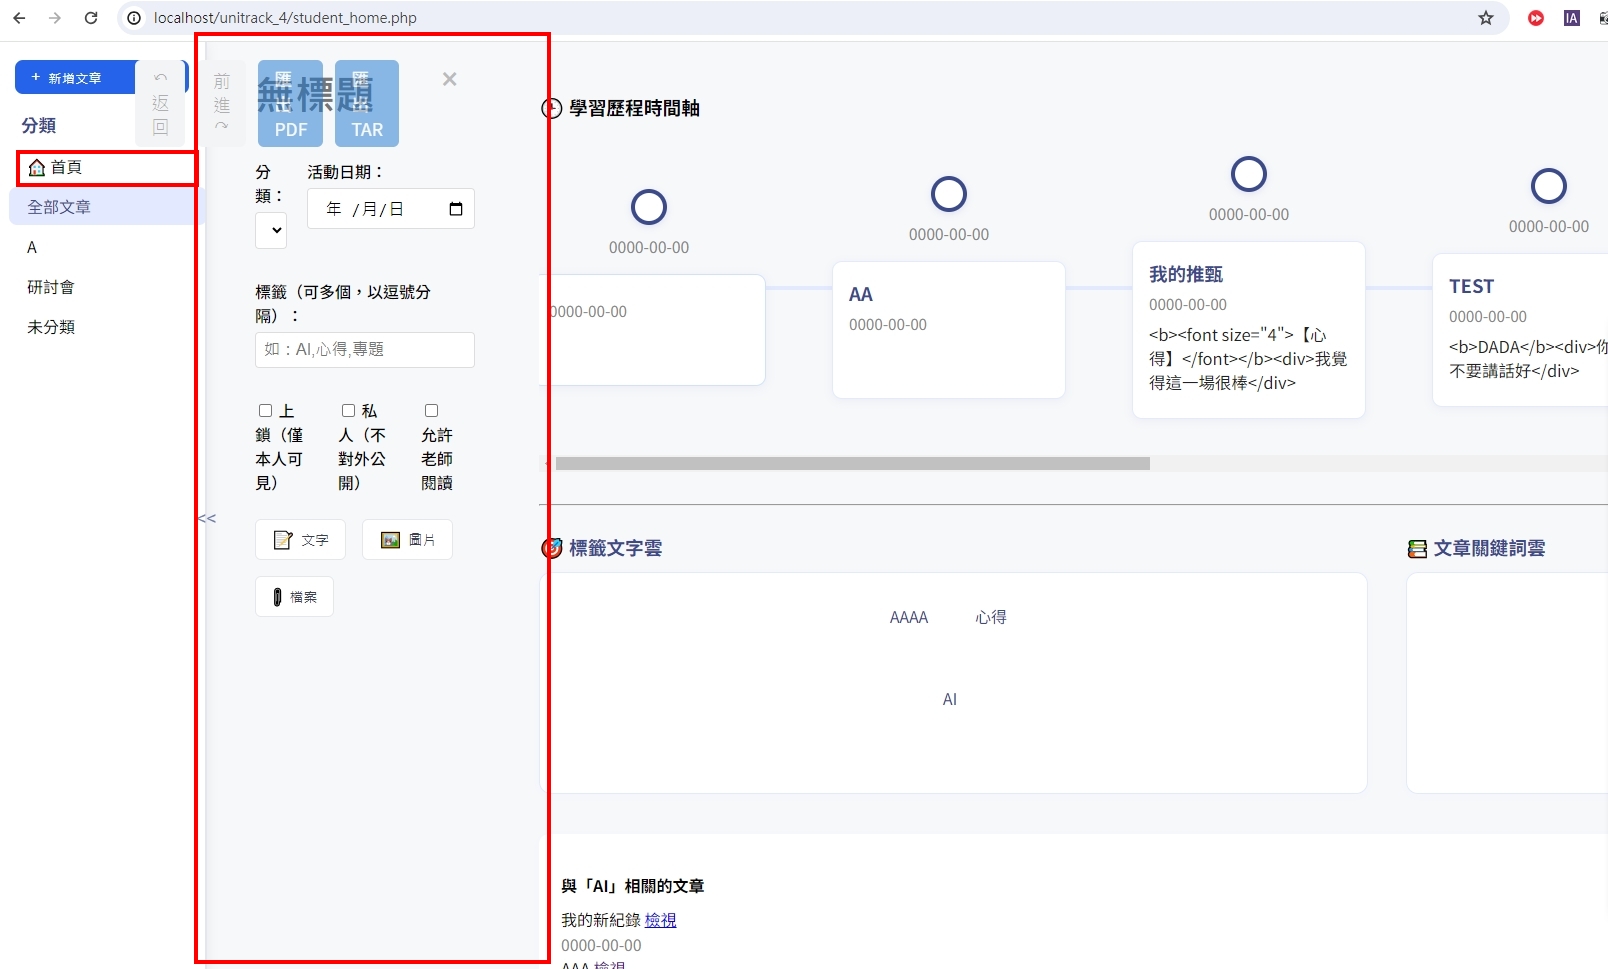 localhost/unitrack_4/student_home.php
IA
+ 新增文章
↶
返
回
前
進
↷
無標題
PDF
TAR
×
分類
首頁
全部文章
A
研討會
未分類
<<
分
類：
活動日期：
年 /月/日
標籤（可多個，以逗號分
隔）：
如：AI,心得,專題
上
鎖（僅
本人可
見）
私
人（不
對外公
開）
允許
老師
閱讀
文字
圖片
檔案
學習歷程時間軸
0000-00-00
0000-00-00
0000-00-00
0000-00-00
0000-00-00
AA
0000-00-00
我的推甄
0000-00-00
<b><font size="4">【心
得】</font></b><div>我覺
得這一場很棒</div>
TEST
0000-00-00
<b>DADA</b><div>你
不要講話好</div>
標籤文字雲
AAAA
心得
AI
文章關鍵詞雲
與「AI」相關的文章
我的新紀錄 檢視
0000-00-00
AAA 檢視